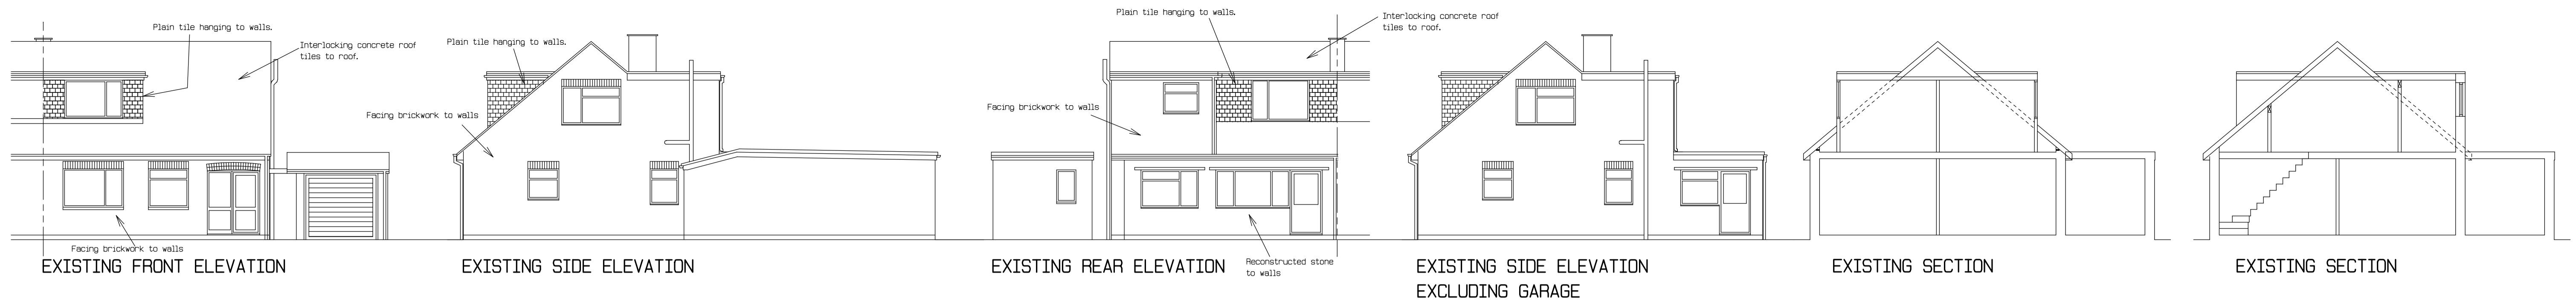 Plain tile hanging to walls.
Interlocking concrete roof
tiles to roof.
Facing brickwork to walls
EXISTING FRONT ELEVATION
Plain tile hanging to walls.
Facing brickwork to walls
EXISTING SIDE ELEVATION
Plain tile hanging to walls.
Interlocking concrete roof
tiles to roof.
Facing brickwork to walls
Reconstructed stone
to walls
EXISTING REAR ELEVATION
EXISTING SIDE ELEVATION
EXCLUDING GARAGE
EXISTING SECTION
EXISTING SECTION